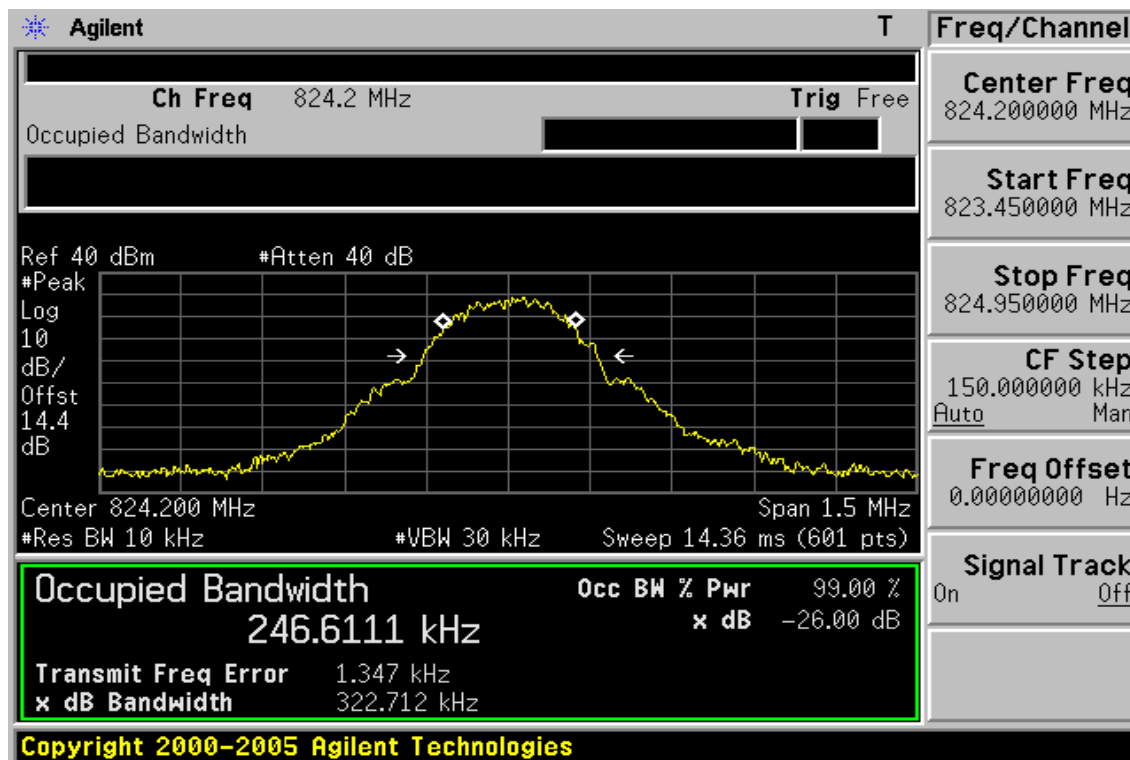 Agilent T
Ch Freq 824.2 MHz Trig Free
Occupied Bandwidth
Ref 40 dBm #Atten 40 dB
#Peak
Log
10
dB/
Offst
14.4
dB
Center 824.200 MHz Span 1.5 MHz
#Res BW 10 kHz #VBW 30 kHz Sweep 14.36 ms (601 pts)
Occupied Bandwidth Occ BW % Pwr 99.00 %
246.6111 kHz x dB -26.00 dB
Transmit Freq Error 1.347 kHz
x dB Bandwidth 322.712 kHz
Copyright 2000-2005 Agilent Technologies
Freq/Channel
Center Freq
824.200000 MHz
Start Freq
823.450000 MHz
Stop Freq
824.950000 MHz
CF Step
150.000000 kHz
Auto Man
Freq Offset
0.00000000 Hz
Signal Track
On Off